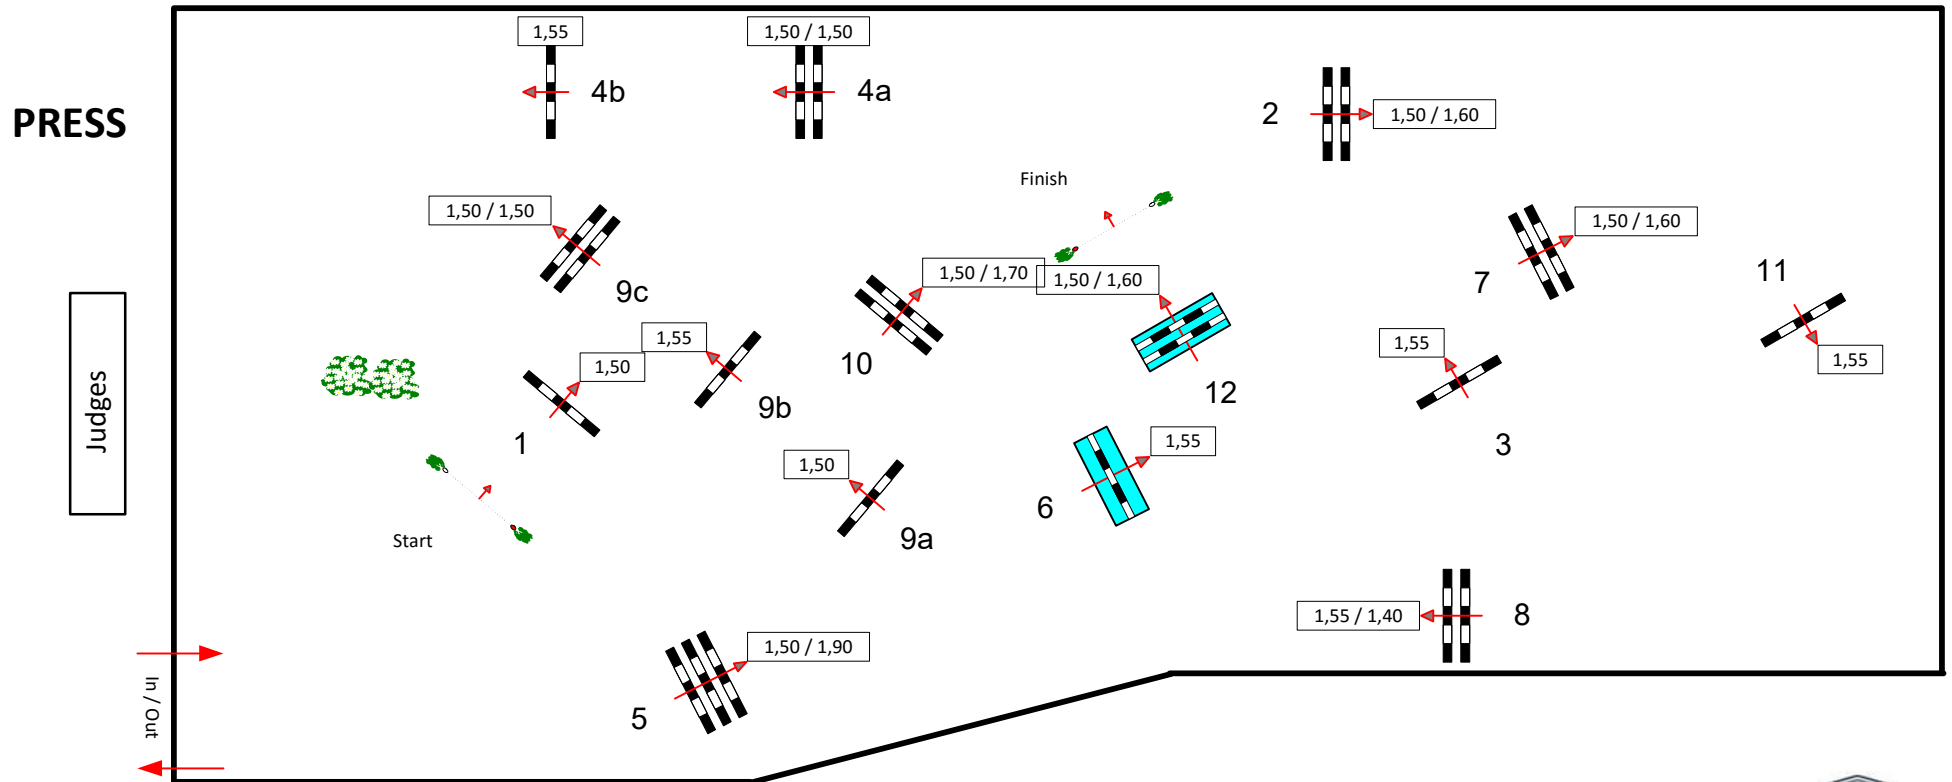 1,55
1,50 / 1,50
4b
4a
2
1,50 / 1,60
PRESS
Finish
1,50 / 1,50
1,50 / 1,60
9c
1,50 / 1,70
1,50 / 1,60
7
11
1,55
1,50
10
1,55
1,55
12
9b
1
3
Judges
1,50
1,55
6
9a
Start
1,55 / 1,40
8
1,50 / 1,90
5
In / Out